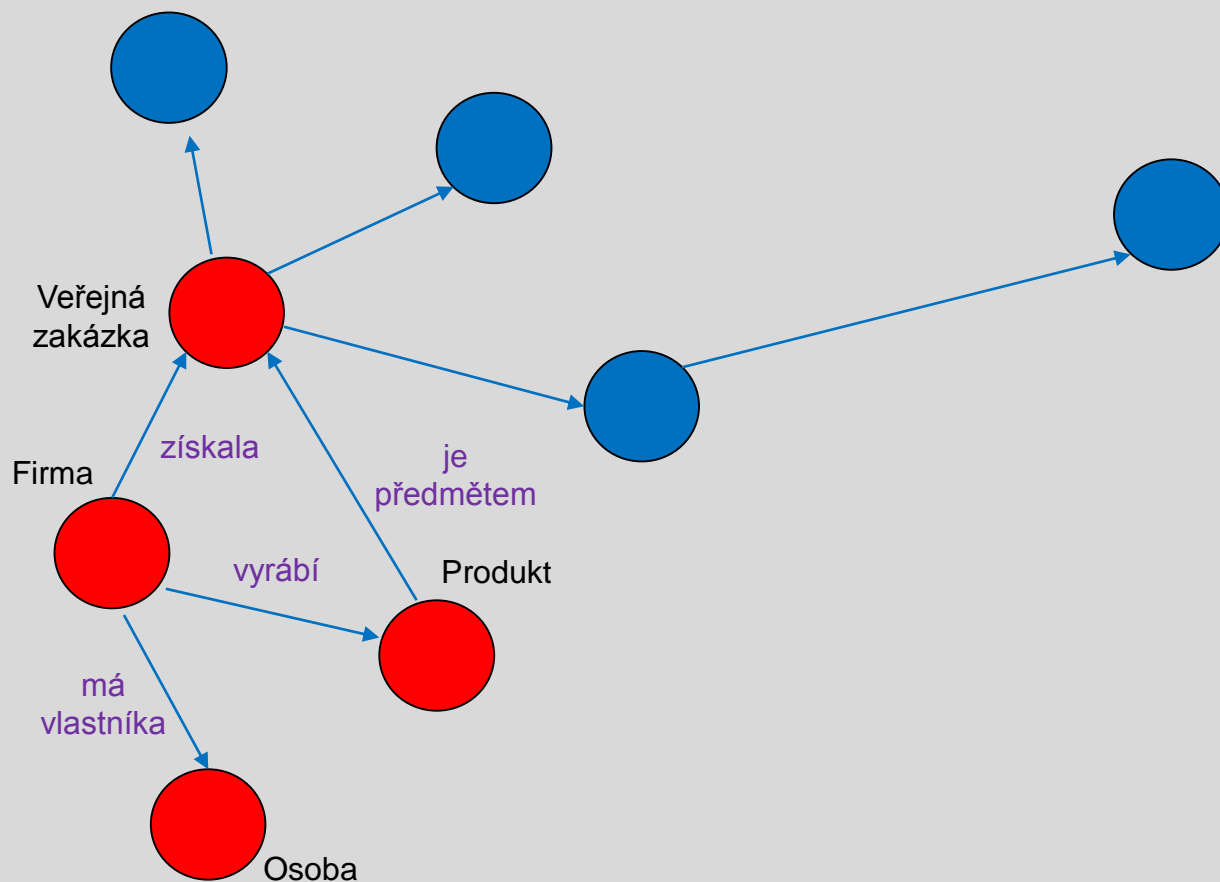 Veřejná
zakázka
získala
Firma
je
předmětem
vyrábí
Produkt
má
vlastníka
Osoba